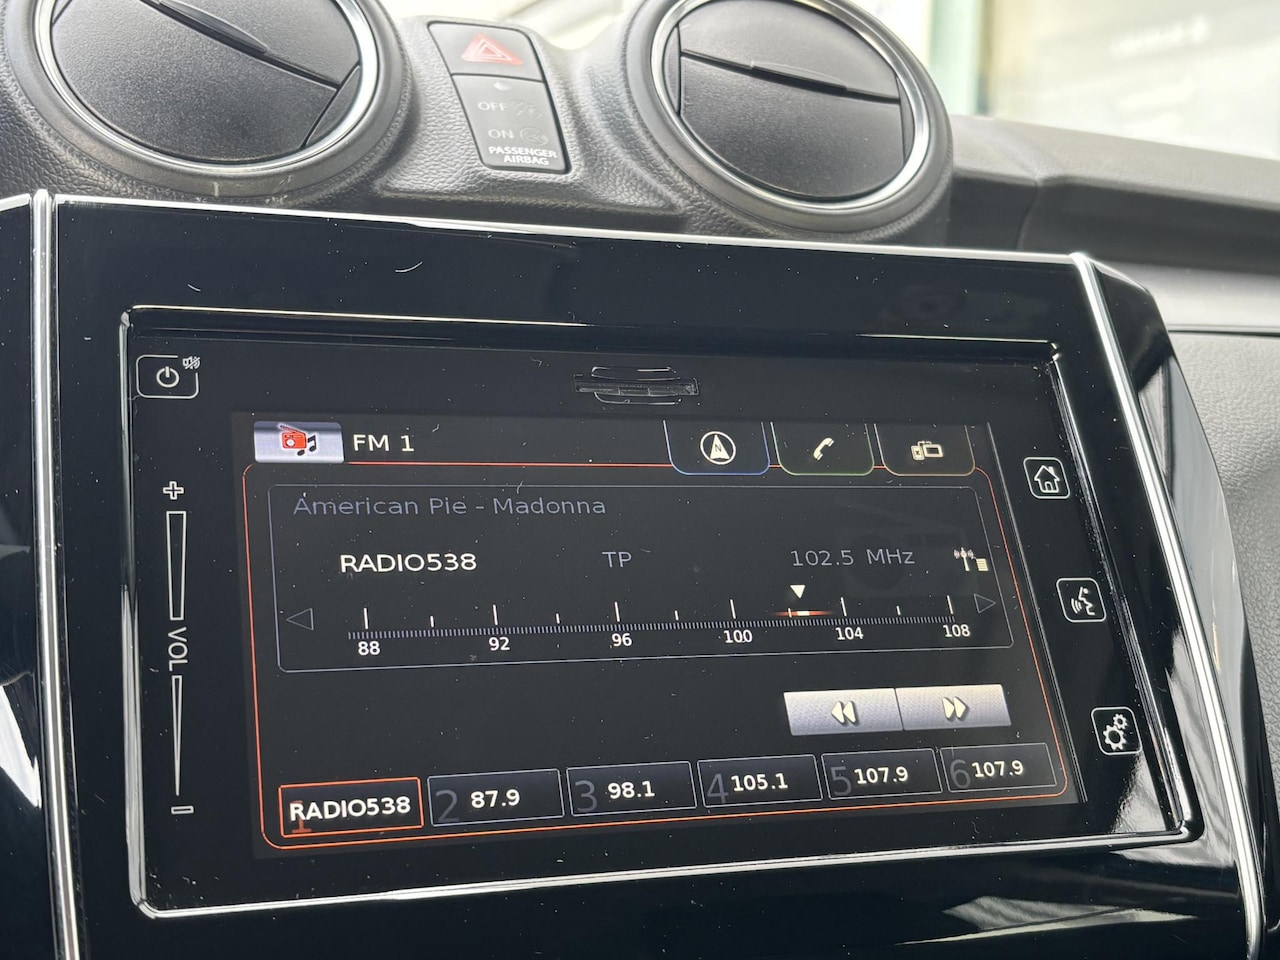 OFF
ON
PASSENGER
AIRBAG
FM 1
American Pie - Madonna
RADIO538 TP 102.5 MHz
88 92 96 100 104 108
+
VOL
-
1 RADIO538 2 87.9 3 98.1 4 105.1 5 107.9 6 107.9